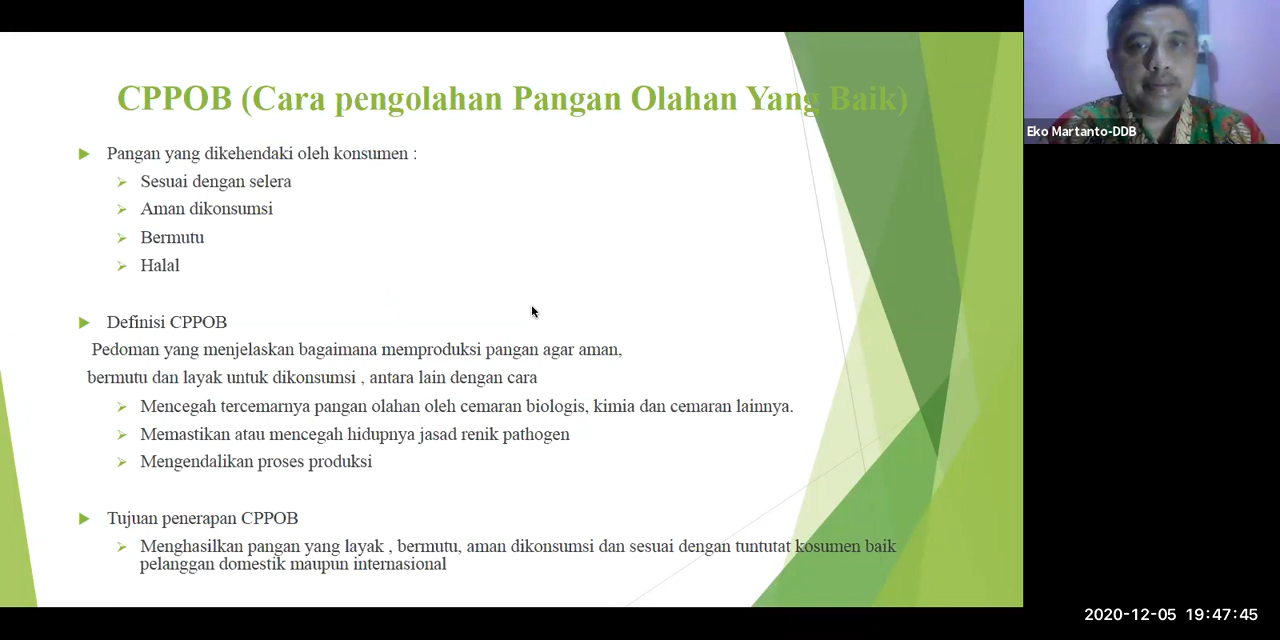 CPPOB (Cara pengolahan Pangan Olahan Yang Baik)
Pangan yang dikehendaki oleh konsumen :
Sesuai dengan selera
Aman dikonsumsi
Bermutu
Halal
Definisi CPPOB
Pedoman yang menjelaskan bagaimana memproduksi pangan agar aman,
bermutu dan layak untuk dikonsumsi , antara lain dengan cara
Mencegah tercemarnya pangan olahan oleh cemaran biologis, kimia dan cemaran lainnya.
Memastikan atau mencegah hidupnya jasad renik pathogen
Mengendalikan proses produksi
Tujuan penerapan CPPOB
Menghasilkan pangan yang layak , bermutu, aman dikonsumsi dan sesuai dengan tuntutat kosumen baik
pelanggan domestik maupun internasional
Eko Martanto-DDB
2020-12-05 19:47:45